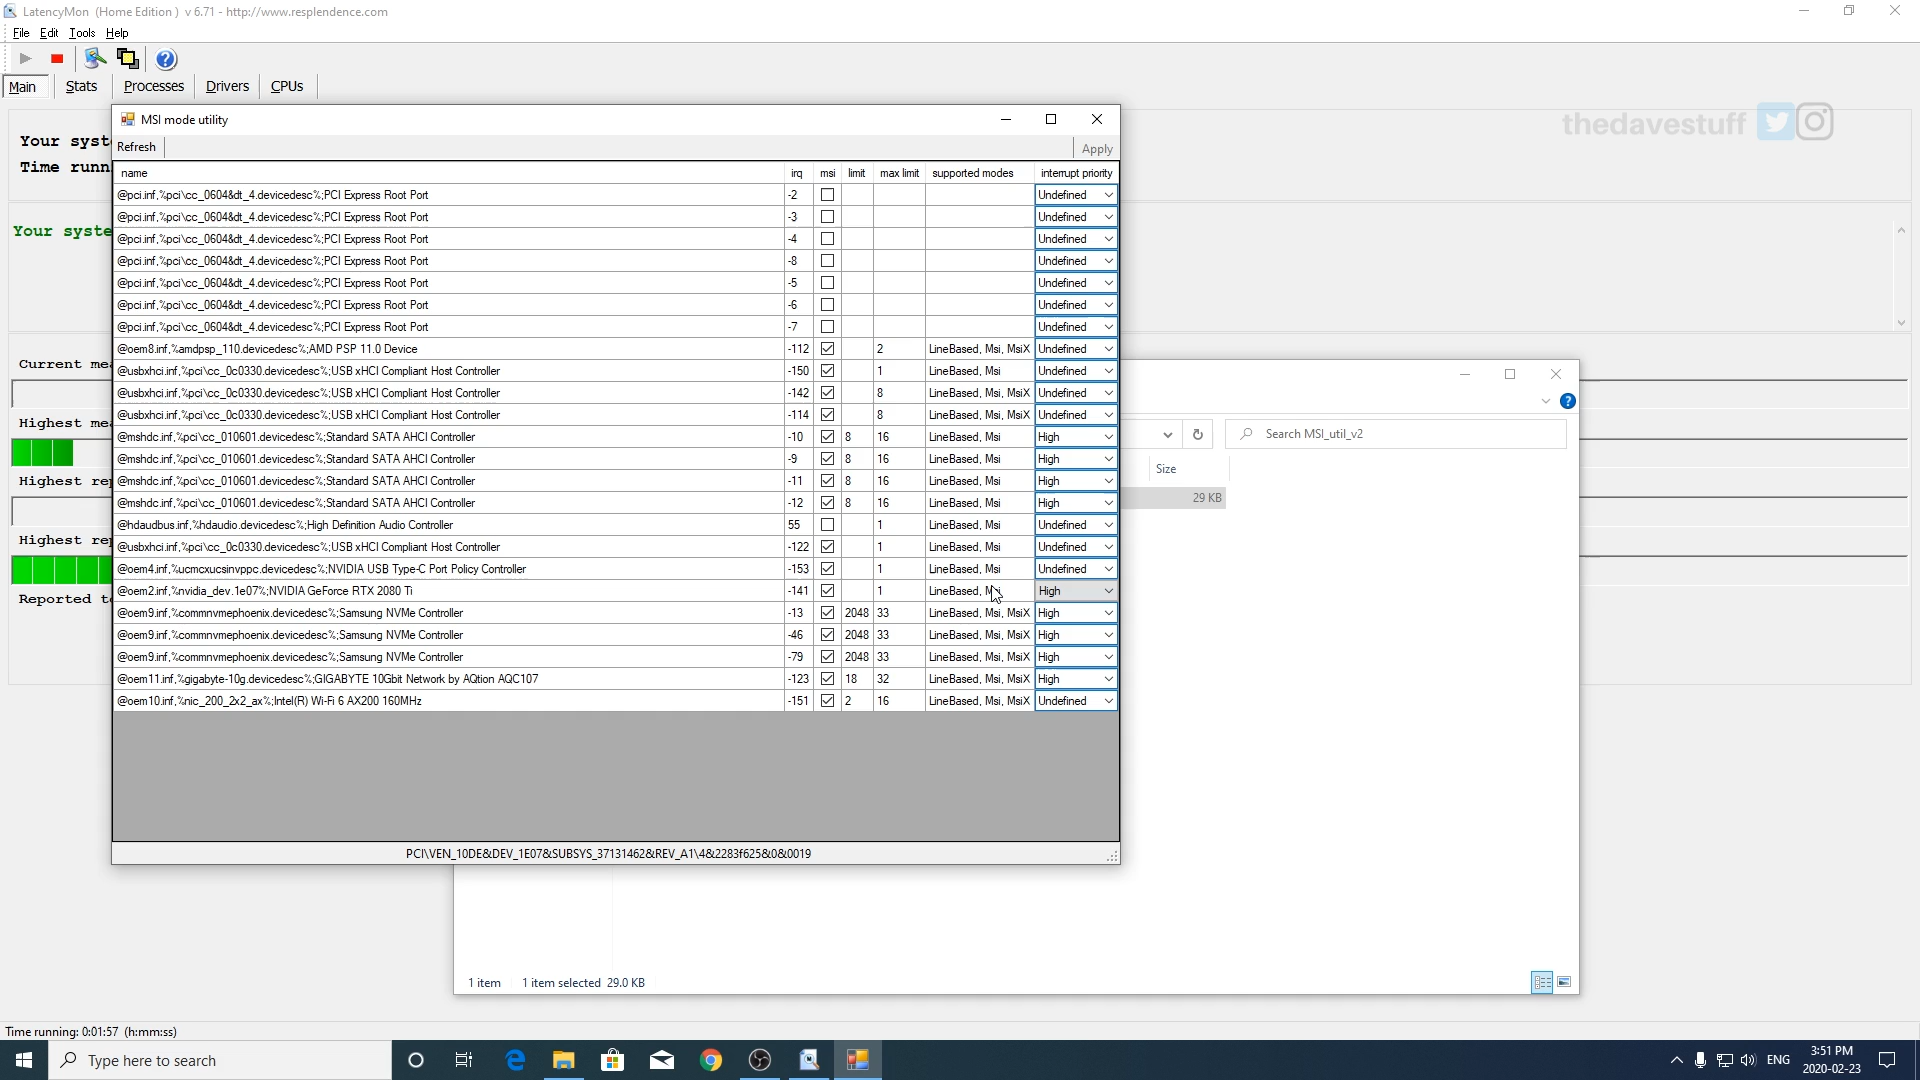 LatencyMon (Home Edition ) v 6.71 - http://www.resplendence.com
File Edit Tools Help
Main Stats Processes Drivers CPUs
thedavestuff
Your syst
Time runn
Your syste
Current mea
Highest mea
Highest rep
Highest rep
Reported to
MSI mode utility
Refresh Apply
name irq msi limit max limit supported modes interrupt priority
@pci.inf,%pci\cc_0604&dt_4.devicedesc%;PCI Express Root Port -2 Undefined
@pci.inf,%pci\cc_0604&dt_4.devicedesc%;PCI Express Root Port -3 Undefined
@pci.inf,%pci\cc_0604&dt_4.devicedesc%;PCI Express Root Port -4 Undefined
@pci.inf,%pci\cc_0604&dt_4.devicedesc%;PCI Express Root Port -8 Undefined
@pci.inf,%pci\cc_0604&dt_4.devicedesc%;PCI Express Root Port -5 Undefined
@pci.inf,%pci\cc_0604&dt_4.devicedesc%;PCI Express Root Port -6 Undefined
@pci.inf,%pci\cc_0604&dt_4.devicedesc%;PCI Express Root Port -7 Undefined
@oem8.inf,%amdpsp_110.devicedesc%;AMD PSP 11.0 Device -112 2 LineBased, Msi, MsiX Undefined
@usbxhci.inf,%pci\cc_0c0330.devicedesc%;USB xHCI Compliant Host Controller -150 1 LineBased, Msi Undefined
@usbxhci.inf,%pci\cc_0c0330.devicedesc%;USB xHCI Compliant Host Controller -142 8 LineBased, Msi, MsiX Undefined
@usbxhci.inf,%pci\cc_0c0330.devicedesc%;USB xHCI Compliant Host Controller -114 8 LineBased, Msi, MsiX Undefined
@mshdc.inf,%pci\cc_010601.devicedesc%;Standard SATA AHCI Controller -10 8 16 LineBased, Msi High
@mshdc.inf,%pci\cc_010601.devicedesc%;Standard SATA AHCI Controller -9 8 16 LineBased, Msi High
@mshdc.inf,%pci\cc_010601.devicedesc%;Standard SATA AHCI Controller -11 8 16 LineBased, Msi High
@mshdc.inf,%pci\cc_010601.devicedesc%;Standard SATA AHCI Controller -12 8 16 LineBased, Msi High
@hdaudbus.inf,%hdaudio.devicedesc%;High Definition Audio Controller 55 1 LineBased, Msi Undefined
@usbxhci.inf,%pci\cc_0c0330.devicedesc%;USB xHCI Compliant Host Controller -122 1 LineBased, Msi Undefined
@oem4.inf,%ucmcxucsinvppc.devicedesc%;NVIDIA USB Type-C Port Policy Controller -153 1 LineBased, Msi Undefined
@oem2.inf,%nvidia_dev.1e07%;NVIDIA GeForce RTX 2080 Ti -141 1 LineBased, Msi High
@oem9.inf,%commnvmephoenix.devicedesc%;Samsung NVMe Controller -13 2048 33 LineBased, Msi, MsiX High
@oem9.inf,%commnvmephoenix.devicedesc%;Samsung NVMe Controller -46 2048 33 LineBased, Msi, MsiX High
@oem9.inf,%commnvmephoenix.devicedesc%;Samsung NVMe Controller -79 2048 33 LineBased, Msi, MsiX High
@oem11.inf,%gigabyte-10g.devicedesc%;GIGABYTE 10Gbit Network by AQtion AQC107 -123 18 32 LineBased, Msi, MsiX High
@oem10.inf,%nic_200_2x2_ax%;Intel(R) Wi-Fi 6 AX200 160MHz -151 2 16 LineBased, Msi, MsiX Undefined
PCI\VEN_10DE&DEV_1E07&SUBSYS_37131462&REV_A1\4&2283f625&0&0019
Search MSI_util_v2
Size
29 KB
1 item 1 item selected 29.0 KB
Time running: 0:01:57 (h:mm:ss)
Type here to search
ENG
3:51 PM
2020-02-23